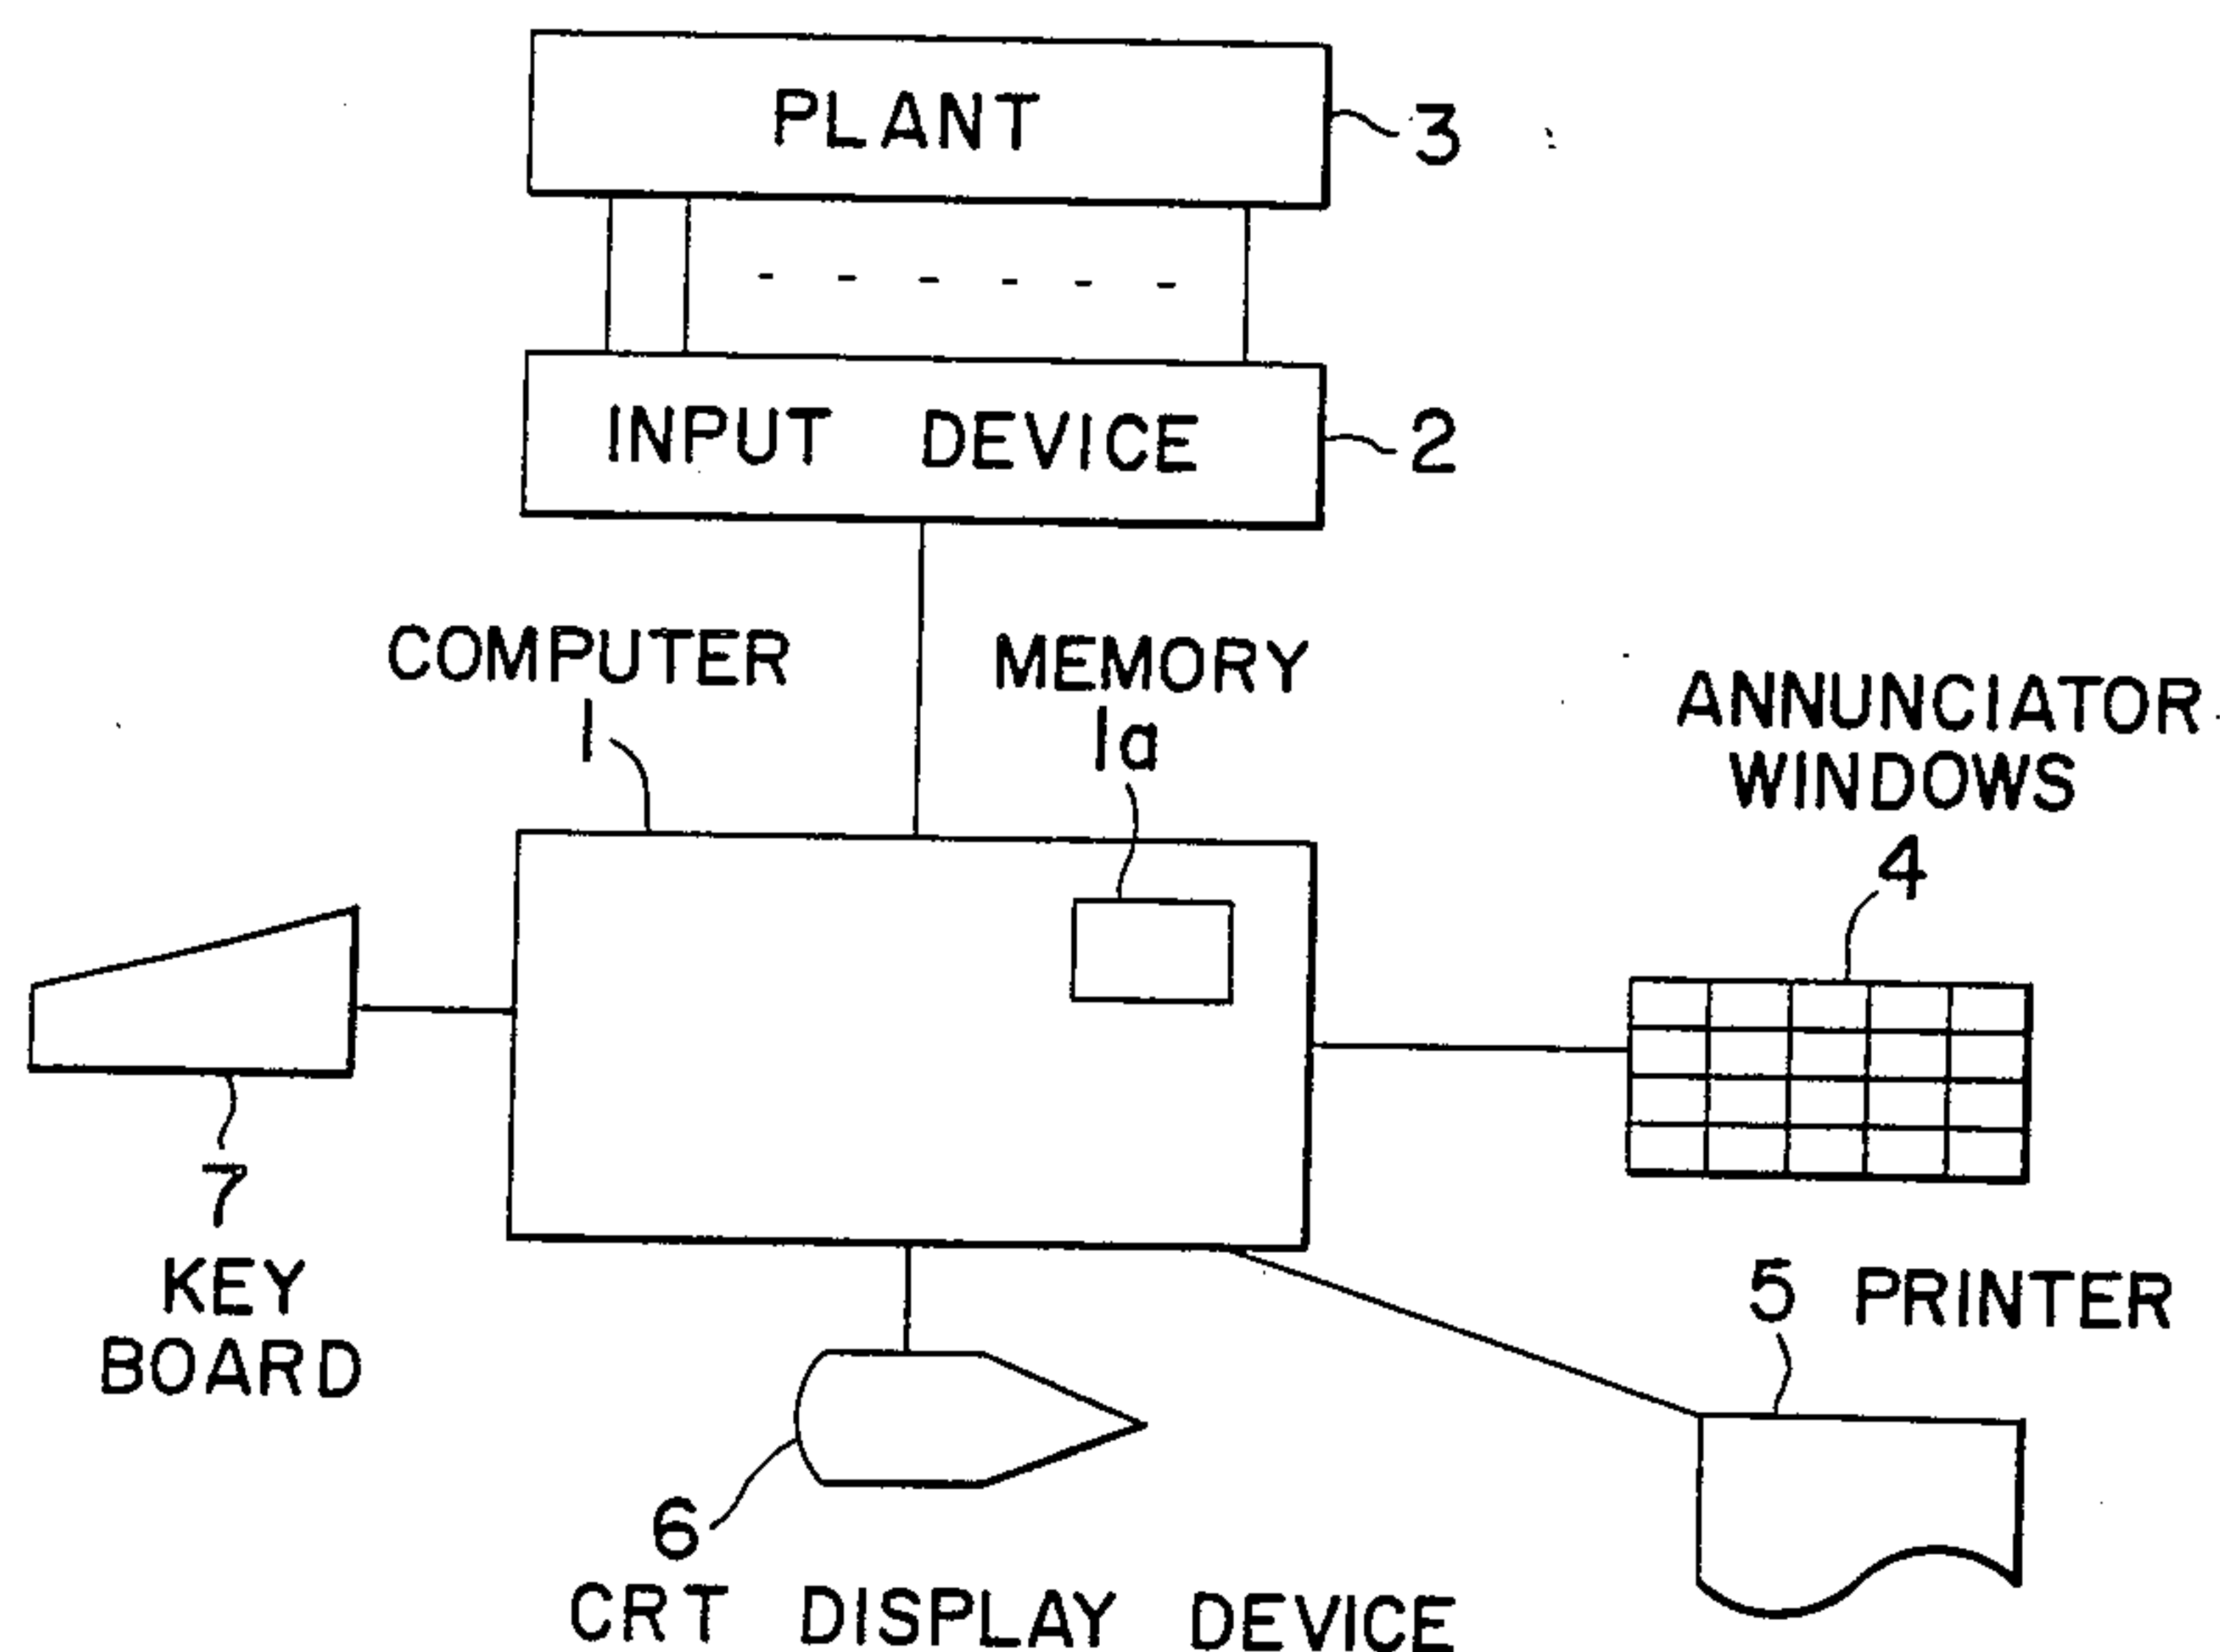 PLANT
3
INPUT DEVICE
2
COMPUTER
1
MEMORY
1a
ANNUNCIATOR
WINDOWS
4
7
KEY
BOARD
5 PRINTER
6
CRT DISPLAY DEVICE